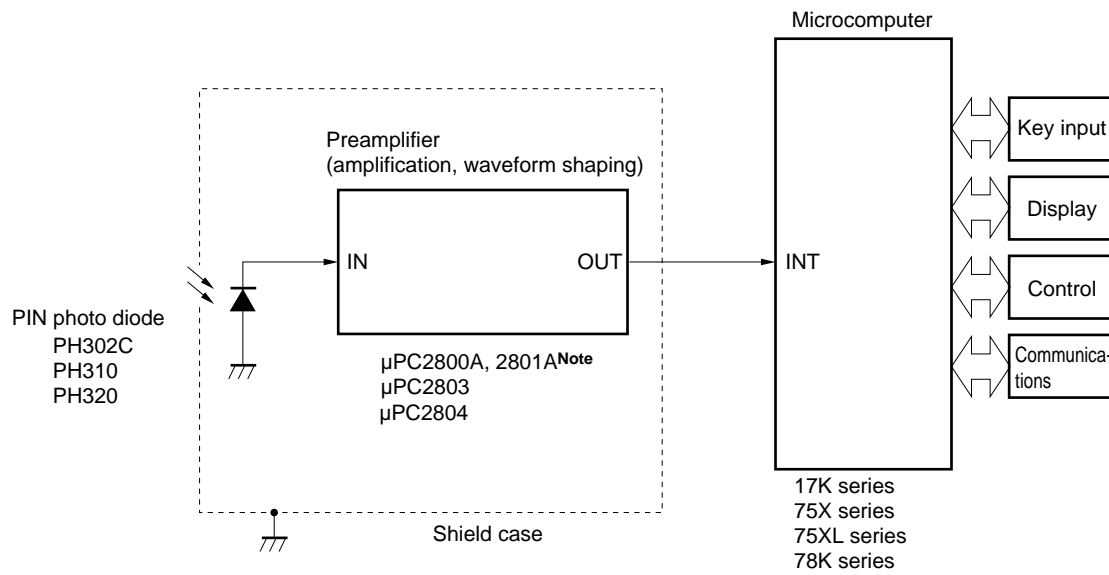 Microcomputer
Preamplifier
(amplification, waveform shaping)
IN
OUT
INT
Key input
Display
Control
Communica-
tions
PIN photo diode
PH302C
PH310
PH320
µPC2800A, 2801ANote
µPC2803
µPC2804
Shield case
17K series
75X series
75XL series
78K series